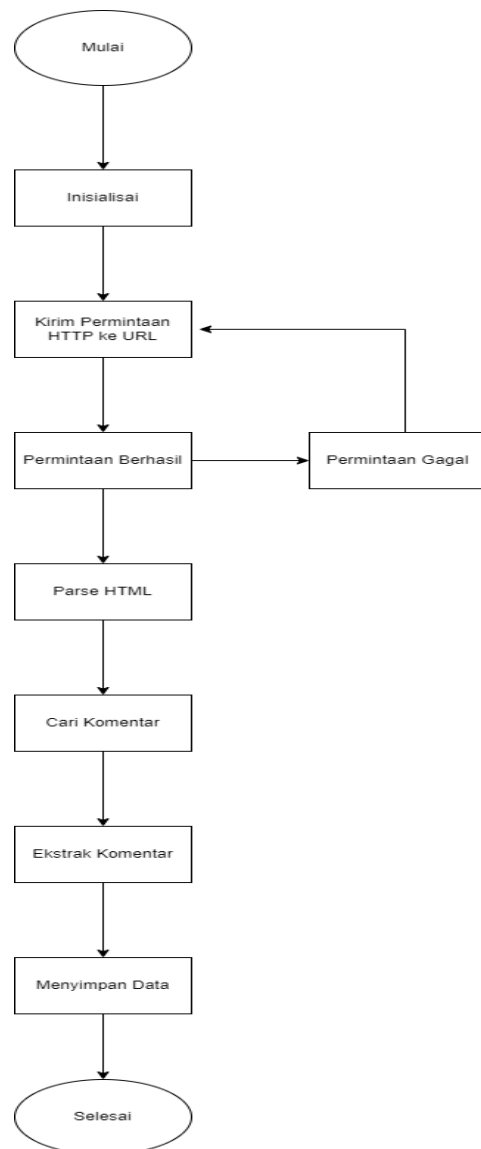 Mulai
Inisialisai
Kirim Permintaan
HTTP ke URL
Permintaan Berhasil
Permintaan Gagal
Parse HTML
Cari Komentar
Ekstrak Komentar
Menyimpan Data
Selesai